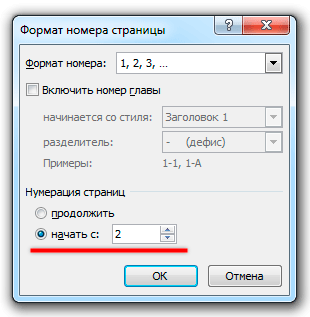 Формат номера страницы
Формат номера: 1, 2, 3, ...
Включить номер главы
начинается со стиля: Заголовок 1
разделитель: - (дефис)
Примеры: 1-1, 1-A
Нумерация страниц
продолжить
начать с: 2
ОК Отмена